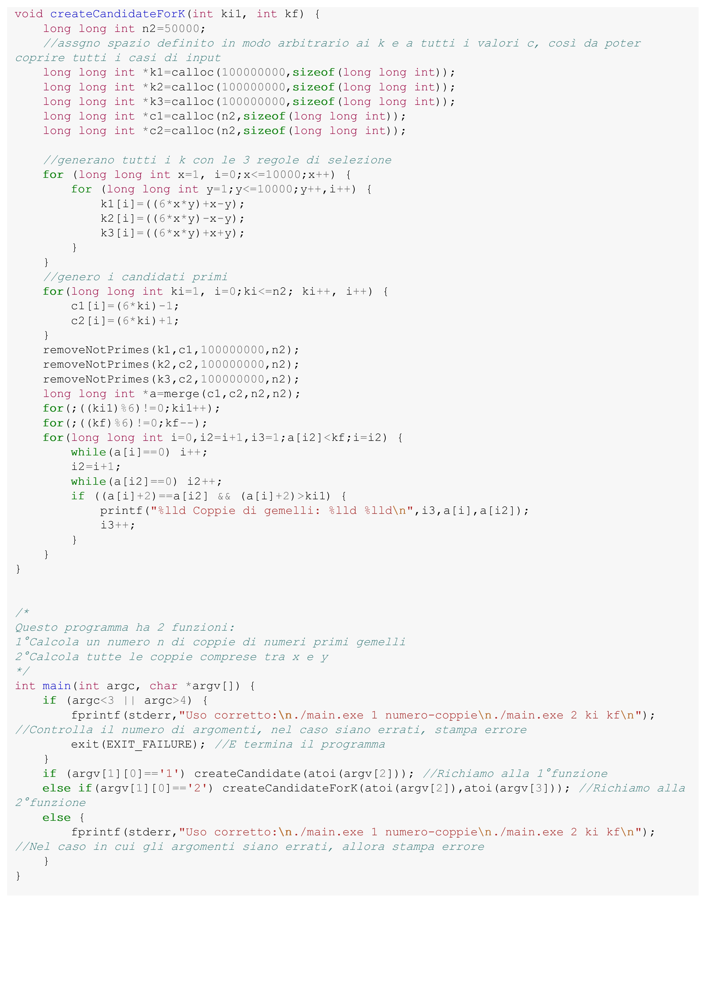 void createCandidateForK(int ki1, int kf) {
    long long int n2=50000;
    //assgno spazio definito in modo arbitrario ai k e a tutti i valori c, così da poter
coprire tutti i casi di input
    long long int *k1=calloc(100000000,sizeof(long long int));
    long long int *k2=calloc(100000000,sizeof(long long int));
    long long int *k3=calloc(100000000,sizeof(long long int));
    long long int *c1=calloc(n2,sizeof(long long int));
    long long int *c2=calloc(n2,sizeof(long long int));

    //generano tutti i k con le 3 regole di selezione
    for (long long int x=1, i=0;x<=10000;x++) {
        for (long long int y=1;y<=10000;y++,i++) {
            k1[i]=((6*x*y)+x-y);
            k2[i]=((6*x*y)-x-y);
            k3[i]=((6*x*y)+x+y);
        }
    }
    //genero i candidati primi
    for(long long int ki=1, i=0;ki<=n2; ki++, i++) {
        c1[i]=(6*ki)-1;
        c2[i]=(6*ki)+1;
    }
    removeNotPrimes(k1,c1,100000000,n2);
    removeNotPrimes(k2,c2,100000000,n2);
    removeNotPrimes(k3,c2,100000000,n2);
    long long int *a=merge(c1,c2,n2,n2);
    for(;((ki1)%6)!=0;ki1++);
    for(;((kf)%6)!=0;kf--);
    for(long long int i=0,i2=i+1,i3=1;a[i2]<kf;i=i2) {
        while(a[i]==0) i++;
        i2=i+1;
        while(a[i2]==0) i2++;
        if ((a[i]+2)==a[i2] && (a[i]+2)>ki1) {
            printf("%lld Coppie di gemelli: %lld %lld\n",i3,a[i],a[i2]);
            i3++;
        }
    }
}

/*
Questo programma ha 2 funzioni:
1°Calcola un numero n di coppie di numeri primi gemelli
2°Calcola tutte le coppie comprese tra x e y
*/
int main(int argc, char *argv[]) {
    if (argc<3 || argc>4) {
        fprintf(stderr,"Uso corretto:\n./main.exe 1 numero-coppie\n./main.exe 2 ki kf\n");
//Controlla il numero di argomenti, nel caso siano errati, stampa errore
        exit(EXIT_FAILURE); //E termina il programma
    }
    if (argv[1][0]=='1') createCandidate(atoi(argv[2])); //Richiamo alla 1°funzione
    else if(argv[1][0]=='2') createCandidateForK(atoi(argv[2]),atoi(argv[3])); //Richiamo alla
2°funzione
    else {
        fprintf(stderr,"Uso corretto:\n./main.exe 1 numero-coppie\n./main.exe 2 ki kf\n");
//Nel caso in cui gli argomenti siano errati, allora stampa errore
    }
}